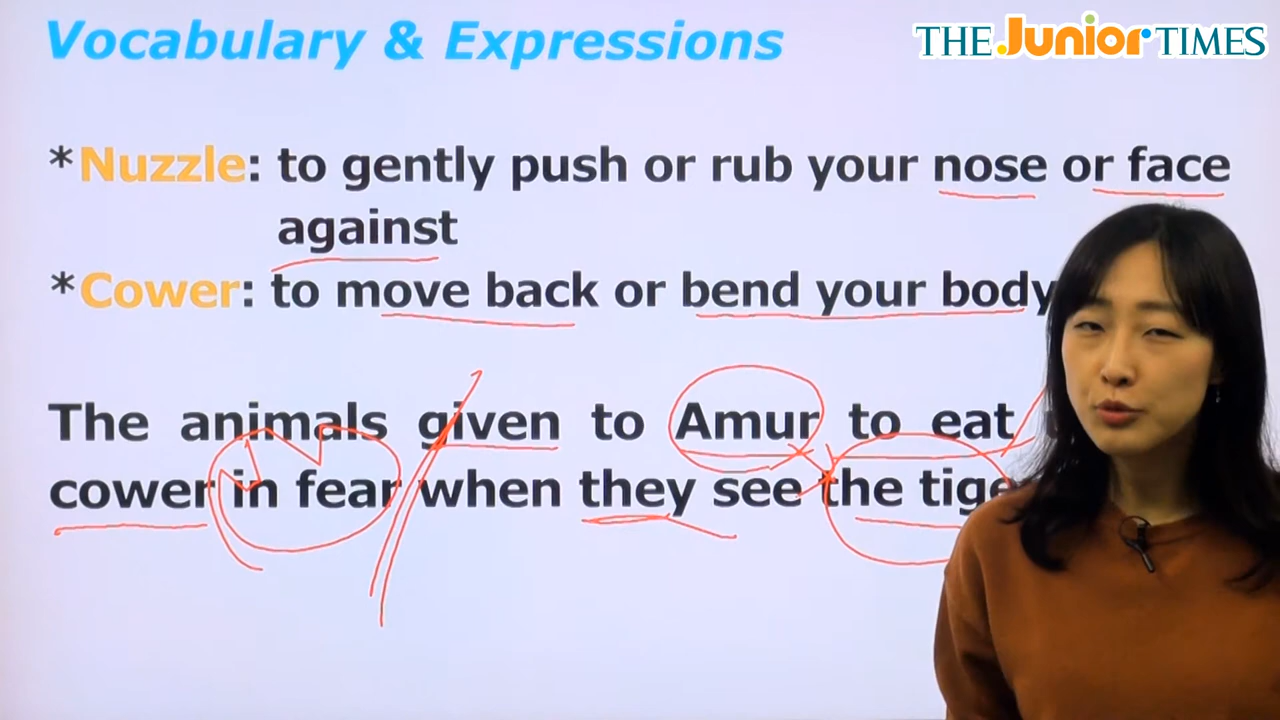 Vocabulary & Expressions
THE Junior TIMES
*Nuzzle: to gently push or rub your nose or face
against
*Cower: to move back or bend your body
The animals given to Amur to eat
cower in fear when they see the